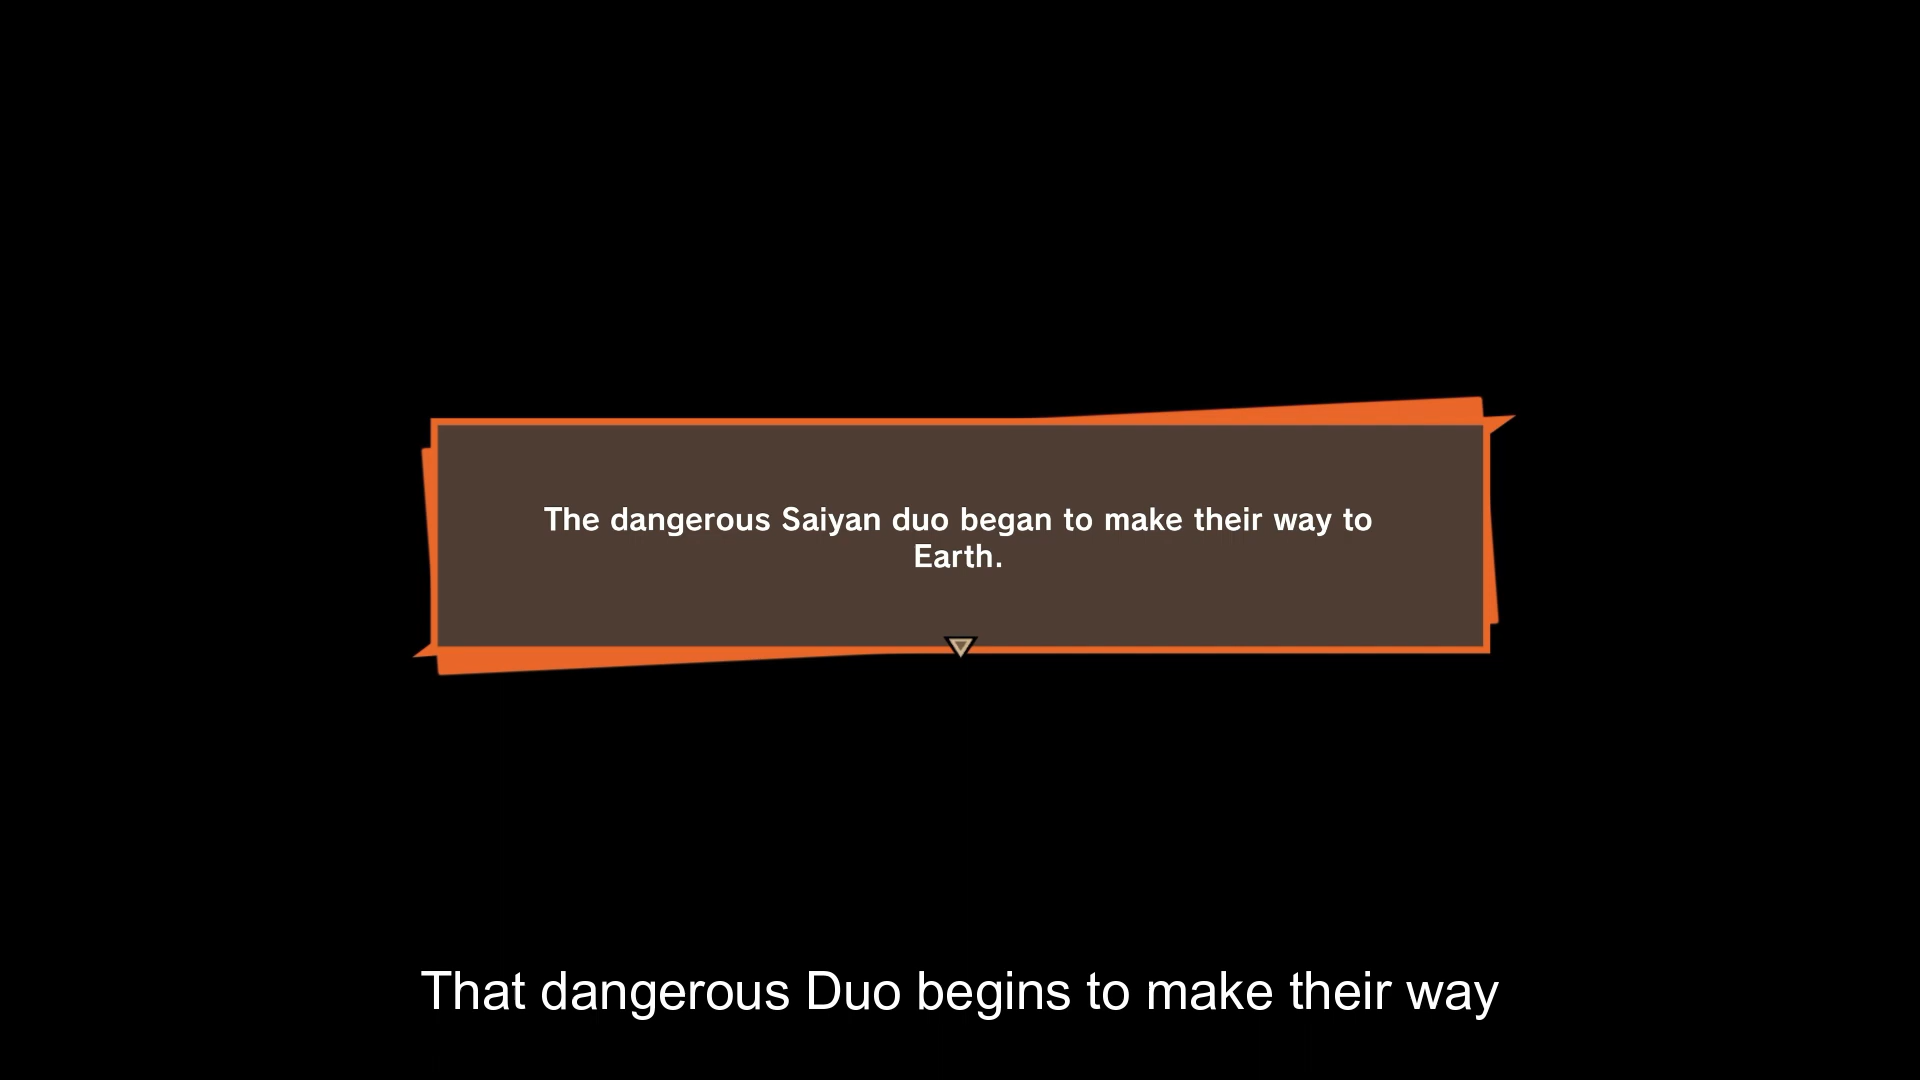 The dangerous Saiyan duo began to make their way to
Earth.
That dangerous Duo begins to make their way